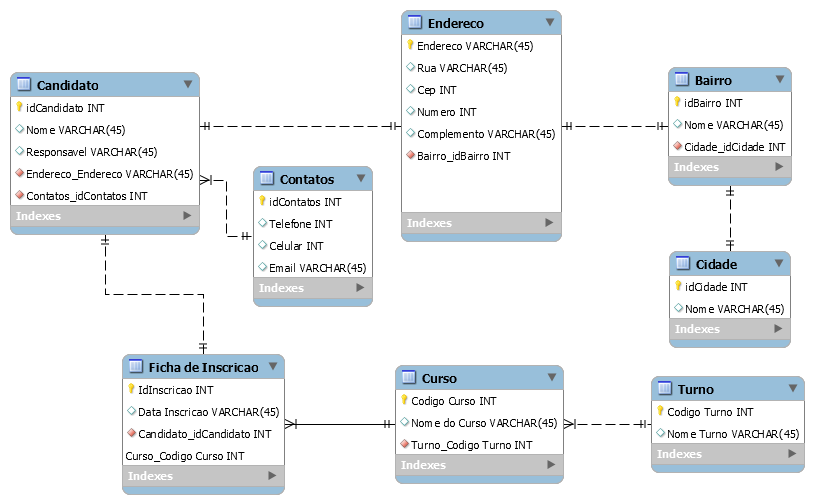 Candidato
idCandidato INT
Nome VARCHAR(45)
Responsavel VARCHAR(45)
Endereco_Endereco VARCHAR(45)
Contatos_idContatos INT
Indexes
Contatos
idContatos INT
Telefone INT
Celular INT
Email VARCHAR(45)
Indexes
Endereco
Endereco VARCHAR(45)
Rua VARCHAR(45)
Cep INT
Numero INT
Complemento VARCHAR(45)
Bairro_idBairro INT
Indexes
Bairro
idBairro INT
Nome VARCHAR(45)
Cidade_idCidade INT
Indexes
Cidade
idCidade INT
Nome VARCHAR(45)
Indexes
Ficha de Inscricao
IdInscricao INT
Data Inscricao VARCHAR(45)
Candidato_idCandidato INT
Curso_Codigo Curso INT
Indexes
Curso
Codigo Curso INT
Nome do Curso VARCHAR(45)
Turno_Codigo Turno INT
Indexes
Turno
Codigo Turno INT
Nome Turno VARCHAR(45)
Indexes